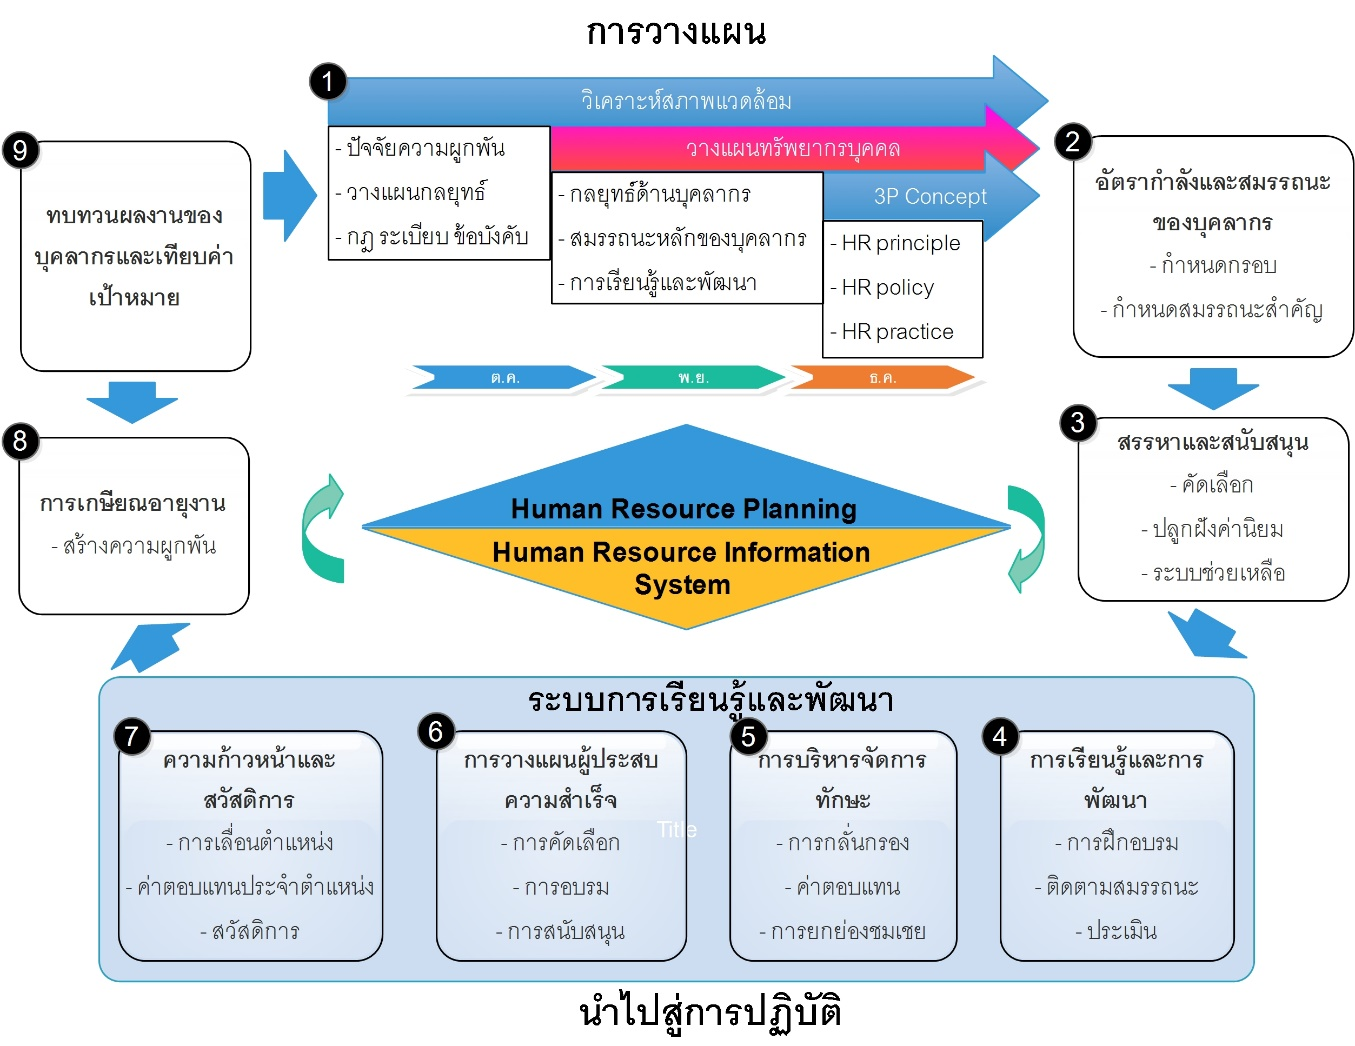 การวางแผน
1
วิเคราะห์สภาพแวดล้อม
- ปัจจัยความผูกพัน
- วางแผนกลยุทธ์
- กฎ ระเบียบ ข้อบังคับ
วางแผนทรัพยากรบุคคล
- กลยุทธ์ด้านบุคลากร
- สมรรถนะหลักของบุคลากร
- การเรียนรู้และพัฒนา
3P Concept
- HR principle
- HR policy
- HR practice
ต.ค.
พ.ย.
ธ.ค.
2
อัตรากำลังและสมรรถนะ
ของบุคลากร
- กำหนดกรอบ
- กำหนดสมรรถนะสำคัญ
3
สรรหาและสนับสนุน
- คัดเลือก
- ปลูกฝังค่านิยม
- ระบบช่วยเหลือ
Human Resource Planning
Human Resource Information
System
ระบบการเรียนรู้และพัฒนา
4
การเรียนรู้และการ
พัฒนา
- การฝึกอบรม
- ติดตามสมรรถนะ
- ประเมิน
5
การบริหารจัดการ
ทักษะ
- การกลั่นกรอง
- ค่าตอบแทน
- การยกย่องชมเชย
6
การวางแผนผู้ประสบ
ความสำเร็จ
Title
- การคัดเลือก
- การอบรม
- การสนับสนุน
7
ความก้าวหน้าและ
สวัสดิการ
- การเลื่อนตำแหน่ง
- ค่าตอบแทนประจำตำแหน่ง
- สวัสดิการ
8
การเกษียณอายุงาน
- สร้างความผูกพัน
9
ทบทวนผลงานของ
บุคลากรและเทียบค่า
เป้าหมาย
นำไปสู่การปฏิบัติ